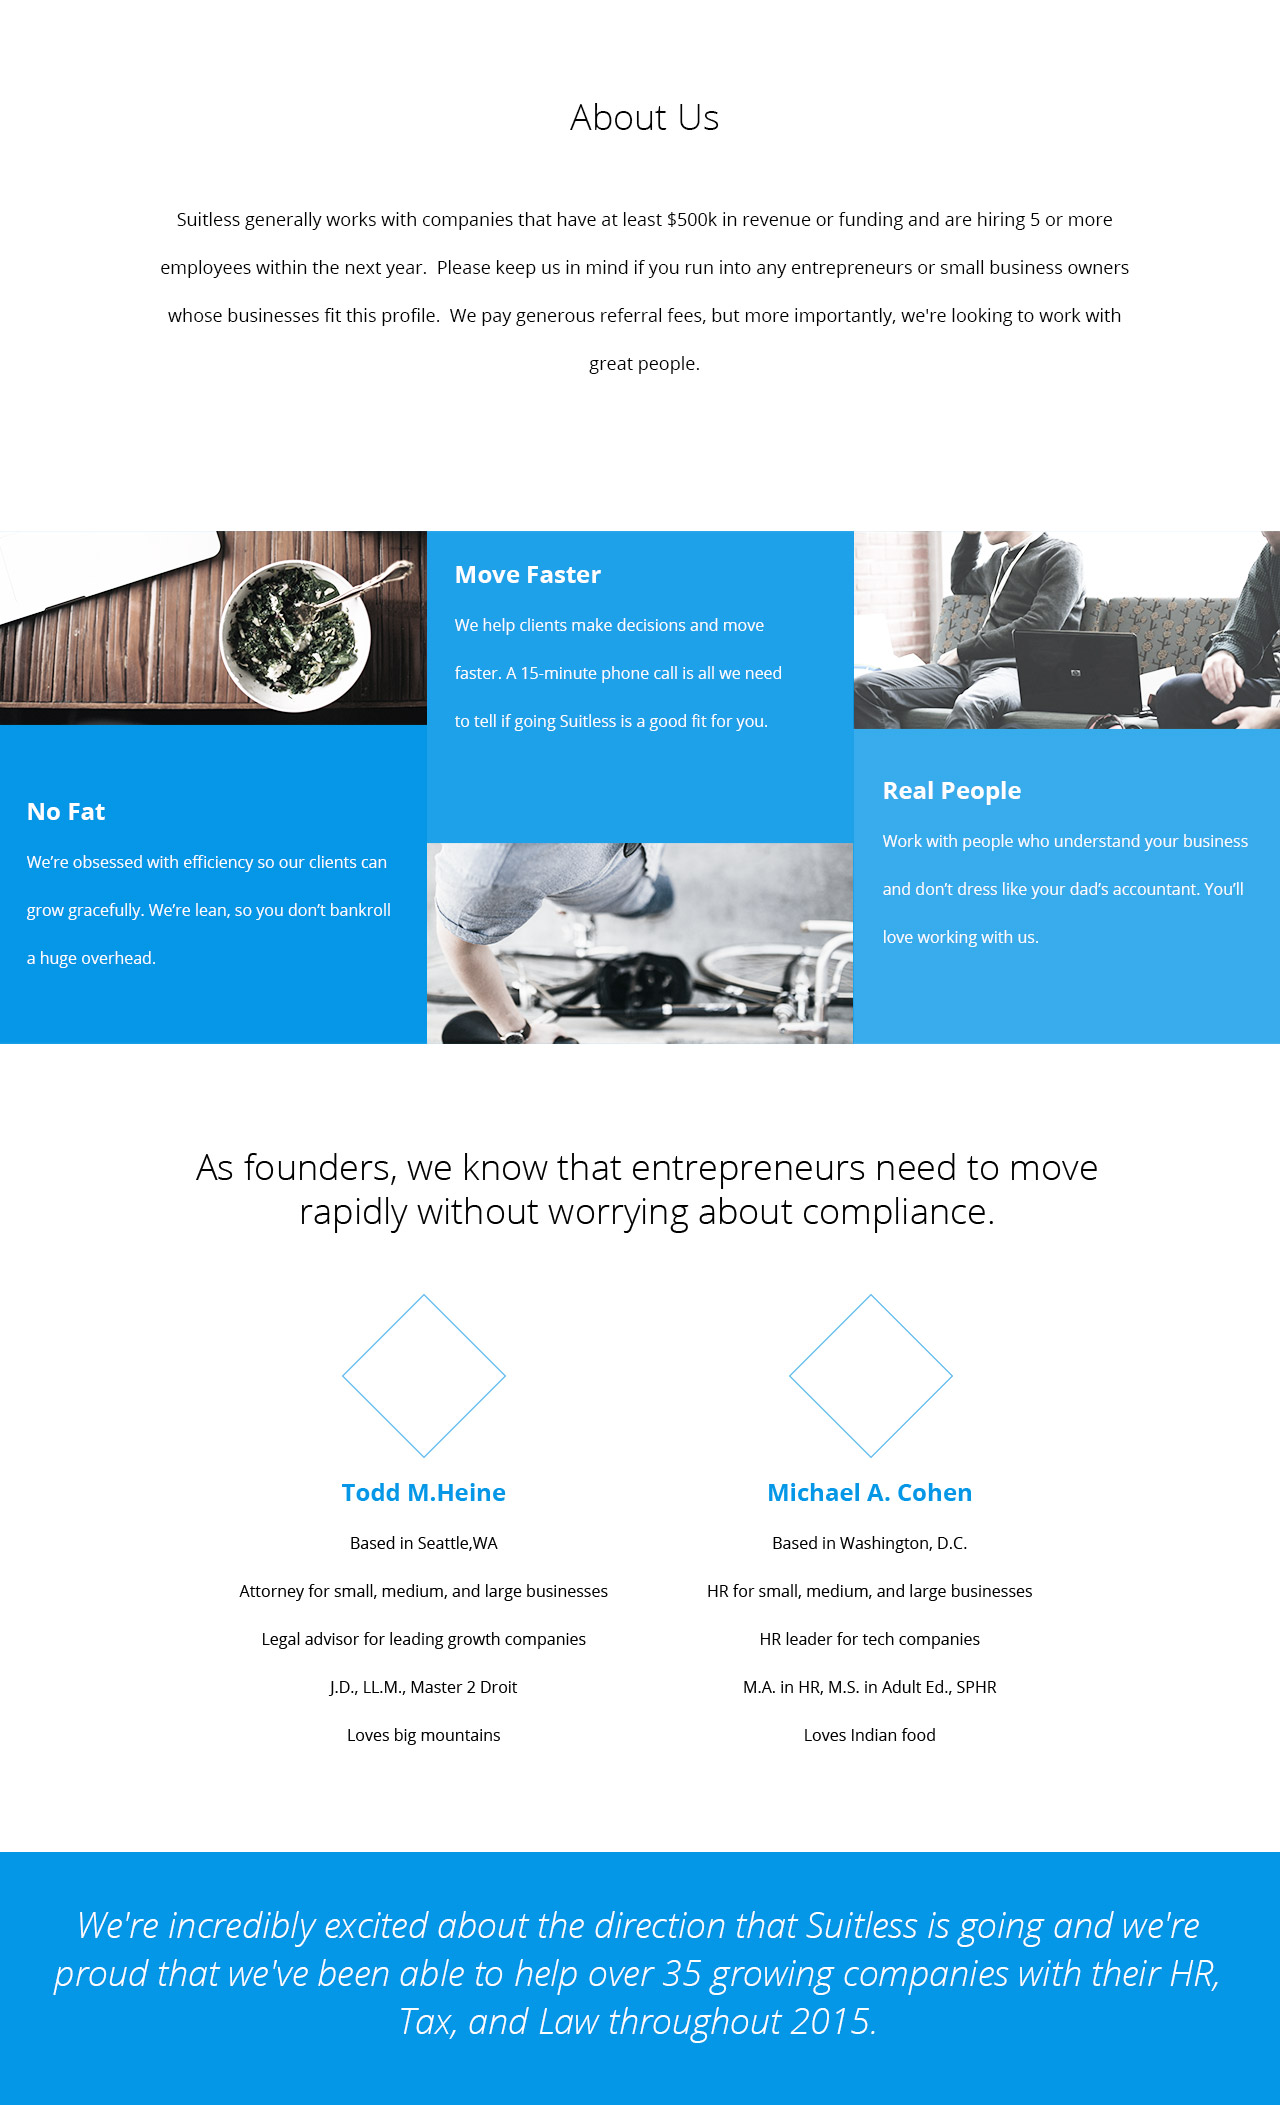 About Us
Suitless generally works with companies that have at least $500k in revenue or funding and are hiring 5 or more
employees within the next year.  Please keep us in mind if you run into any entrepreneurs or small business owners
whose businesses fit this profile.  We pay generous referral fees, but more importantly, we're looking to work with
great people.
No Fat
We’re obsessed with efficiency so our clients can
grow gracefully. We’re lean, so you don’t bankroll
a huge overhead.
Move Faster
We help clients make decisions and move
faster. A 15-minute phone call is all we need
to tell if going Suitless is a good fit for you.
Real People
Work with people who understand your business
and don’t dress like your dad’s accountant. You’ll
love working with us.
As founders, we know that entrepreneurs need to move
rapidly without worrying about compliance.
Todd M.Heine
Based in Seattle,WA
Attorney for small, medium, and large businesses
Legal advisor for leading growth companies
J.D., LL.M., Master 2 Droit
Loves big mountains
Michael A. Cohen
Based in Washington, D.C.
HR for small, medium, and large businesses
HR leader for tech companies
M.A. in HR, M.S. in Adult Ed., SPHR
Loves Indian food
We're incredibly excited about the direction that Suitless is going and we're
proud that we've been able to help over 35 growing companies with their HR,
Tax, and Law throughout 2015.